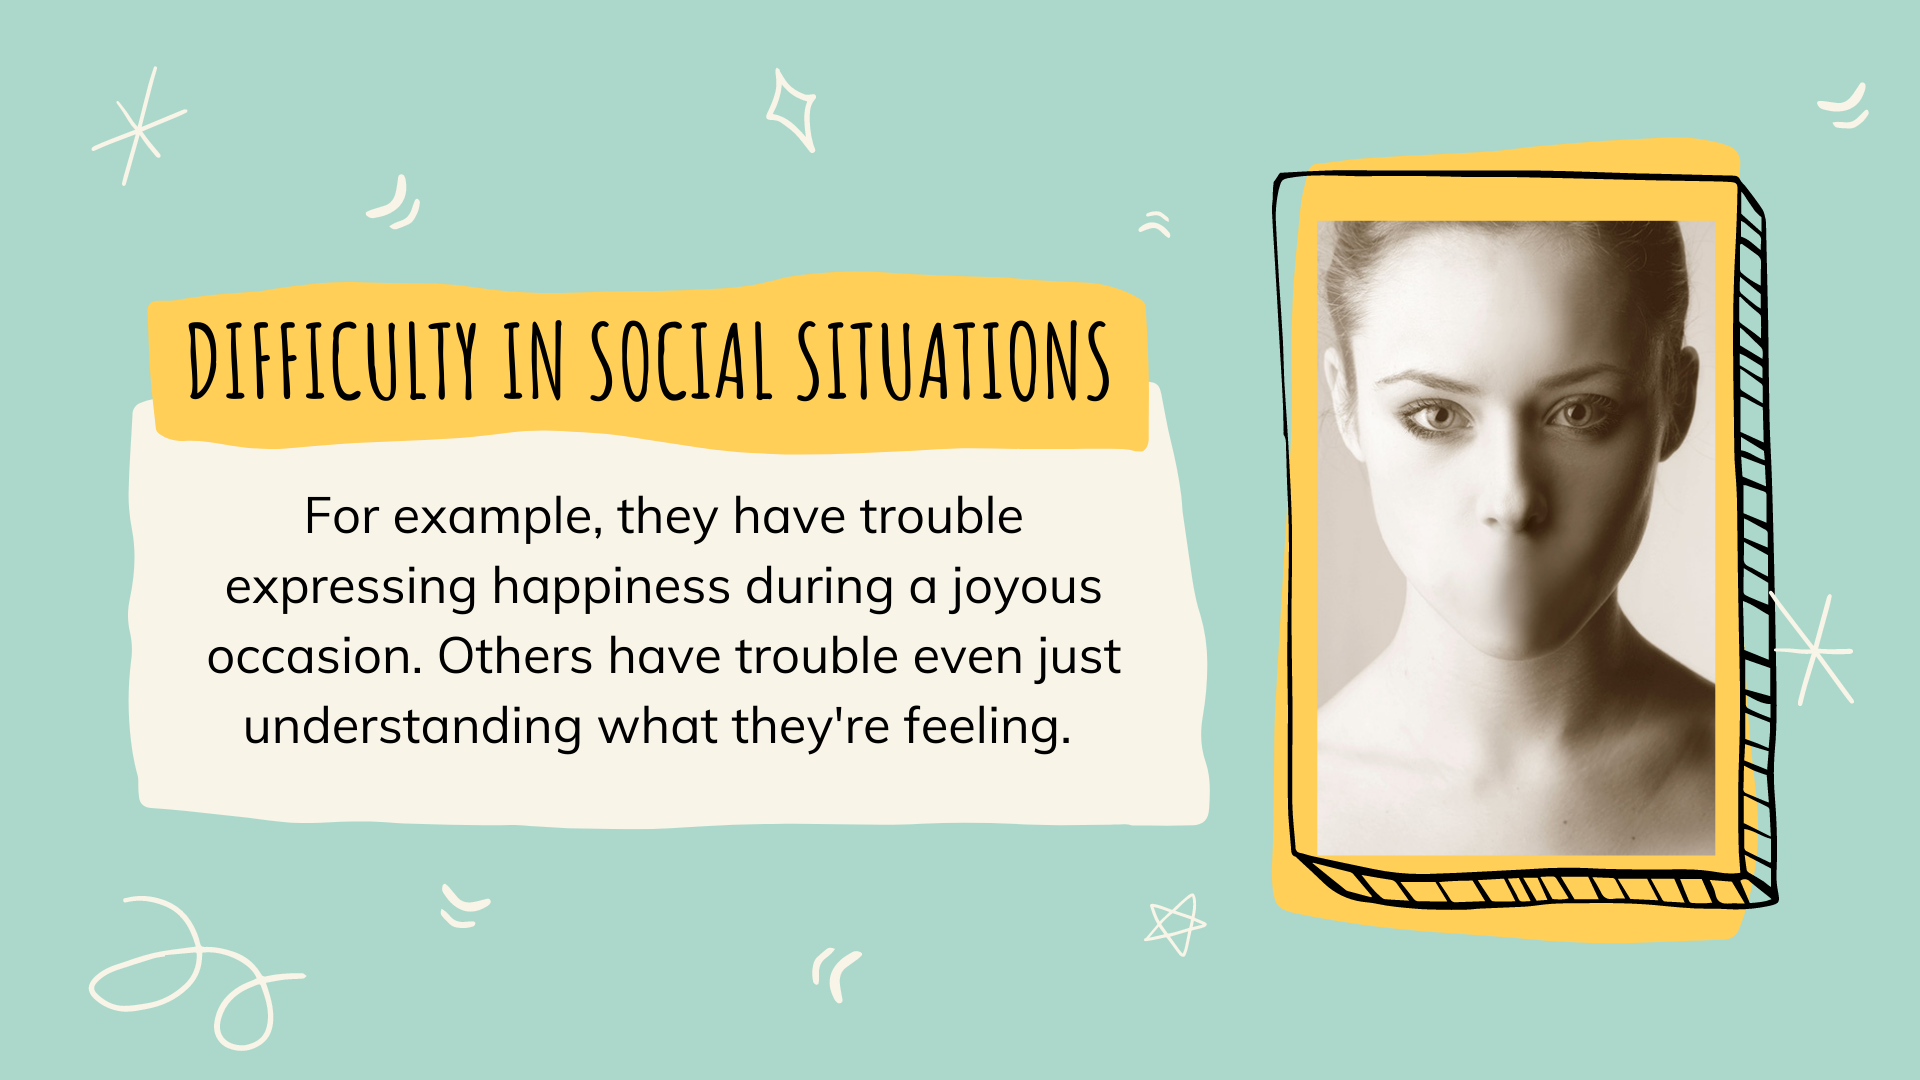 DIFFICULTY IN SOCIAL SITUATIONS
For example, they have trouble
expressing happiness during a joyous
occasion. Others have trouble even just
understanding what they're feeling.